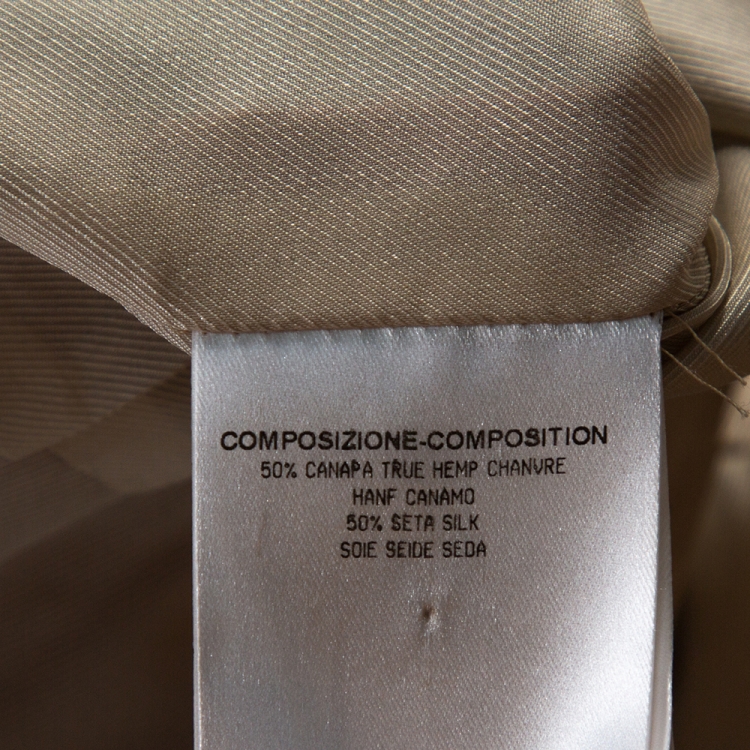 COMPOSIZIONE-COMPOSITION
50% CANAPA TRUE HEMP CHANVRE
HANF CANAMO
50% SETA SILK
SOIE SEIDE SEDA